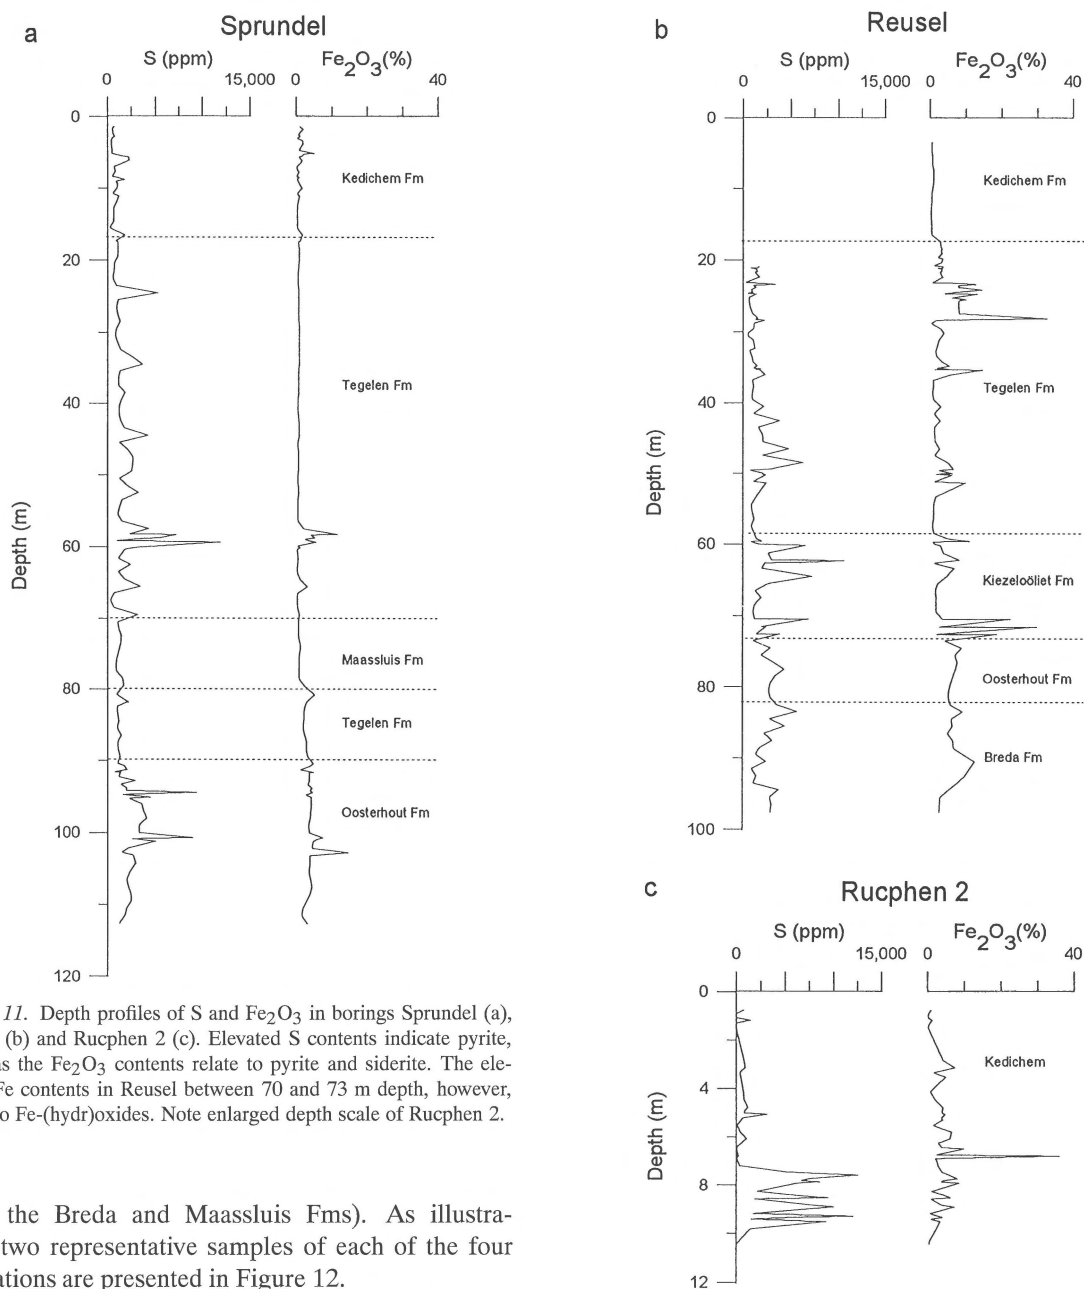 a
Sprundel
S (ppm)
Fe2O3(%)
0
15,000
0
40
0
20
40
60
80
100
120
Depth (m)
Kedichem Fm
Tegelen Fm
Maassluis Fm
Tegelen Fm
Oosterhout Fm
b
Reusel
S (ppm)
Fe2O3(%)
0
15,000
0
40
0
20
40
60
80
100
Depth (m)
Kedichem Fm
Tegelen Fm
Kiezeloöliet Fm
Oosterhout Fm
Breda Fm
c
Rucphen 2
S (ppm)
Fe2O3(%)
0
15,000
0
40
0
4
8
12
Depth (m)
Kedichem
11. Depth profiles of S and Fe2O3 in borings Sprundel (a),
(b) and Rucphen 2 (c). Elevated S contents indicate pyrite,
as the Fe2O3 contents relate to pyrite and siderite. The ele-
Fe contents in Reusel between 70 and 73 m depth, however,
o Fe-(hydr)oxides. Note enlarged depth scale of Rucphen 2.
the Breda and Maassluis Fms). As illustra-
two representative samples of each of the four
ations are presented in Figure 12.